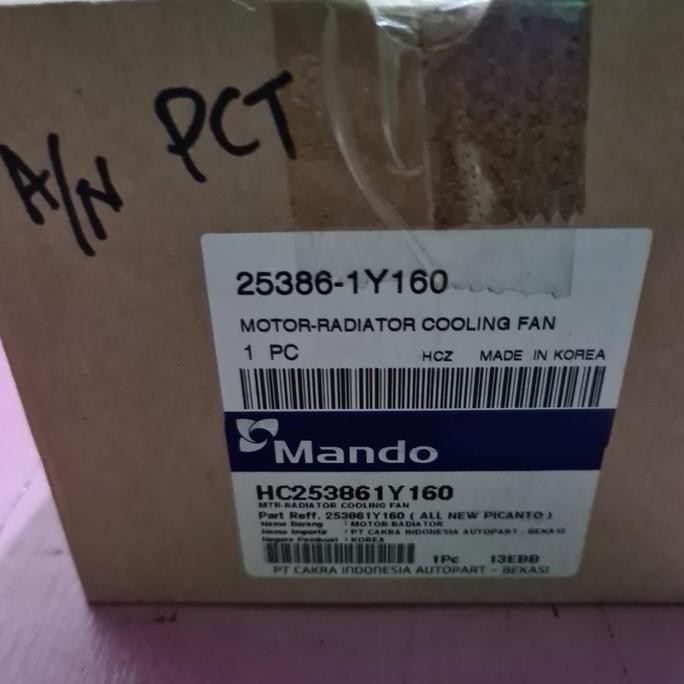 A/N PCT
25386-1Y160
MOTOR-RADIATOR COOLING FAN
1 PC HCZ MADE IN KOREA
Mando
HC253861Y160
MTR-RADIATOR COOLING FAN
Part Reff. 253861Y160 ( ALL NEW PICANTO )
Nama Barang : MOTOR-RADIATOR
Nama Importir : PT CAKRA INDONESIA AUTOPART - BEKASI
Negara Pembuat : KOREA
1Pc 13EBB
PT CAKRA INDONESIA AUTOPART - BEKASI